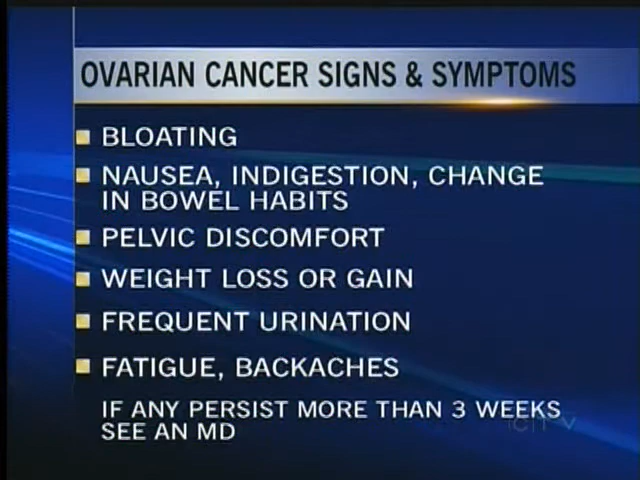 OVARIAN CANCER SIGNS & SYMPTOMS
BLOATING
NAUSEA, INDIGESTION, CHANGE
IN BOWEL HABITS
PELVIC DISCOMFORT
WEIGHT LOSS OR GAIN
FREQUENT URINATION
FATIGUE, BACKACHES
IF ANY PERSIST MORE THAN 3 WEEKS
SEE AN MD
CTV